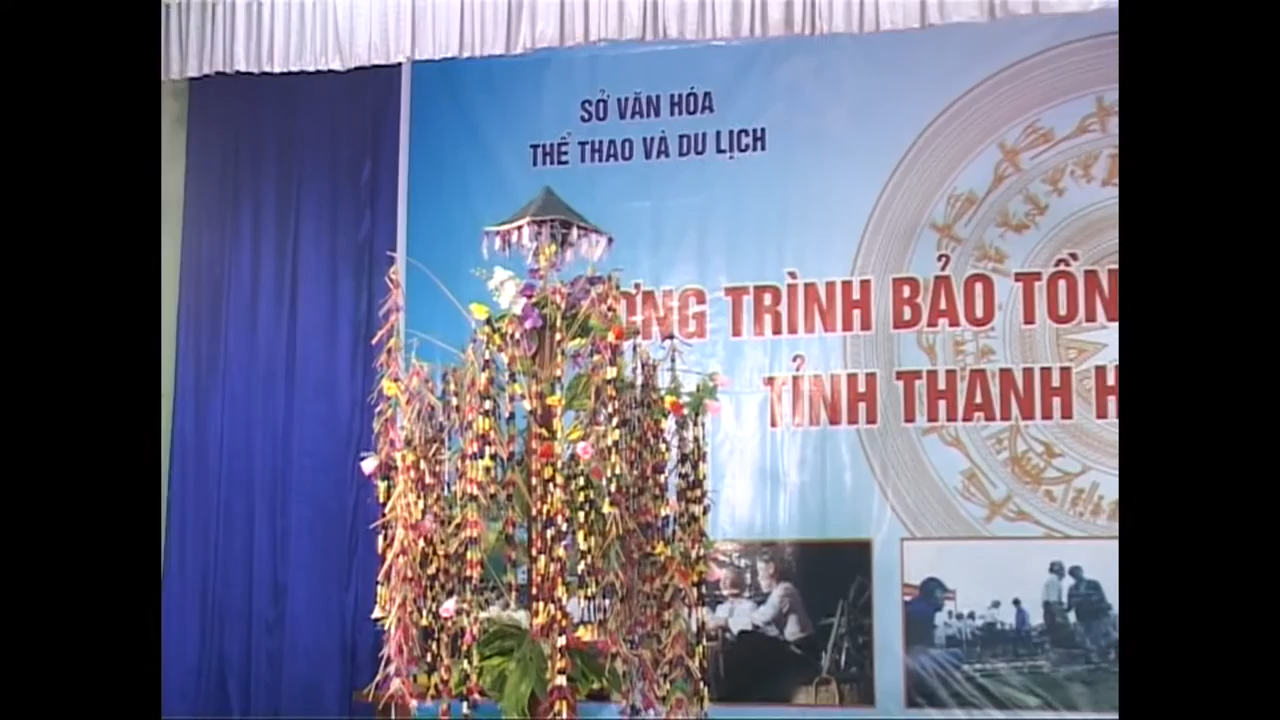 SỞ VĂN HÓA
THỂ THAO VÀ DU LỊCH
ƠNG TRÌNH BẢO TỒN
TỈNH THANH H